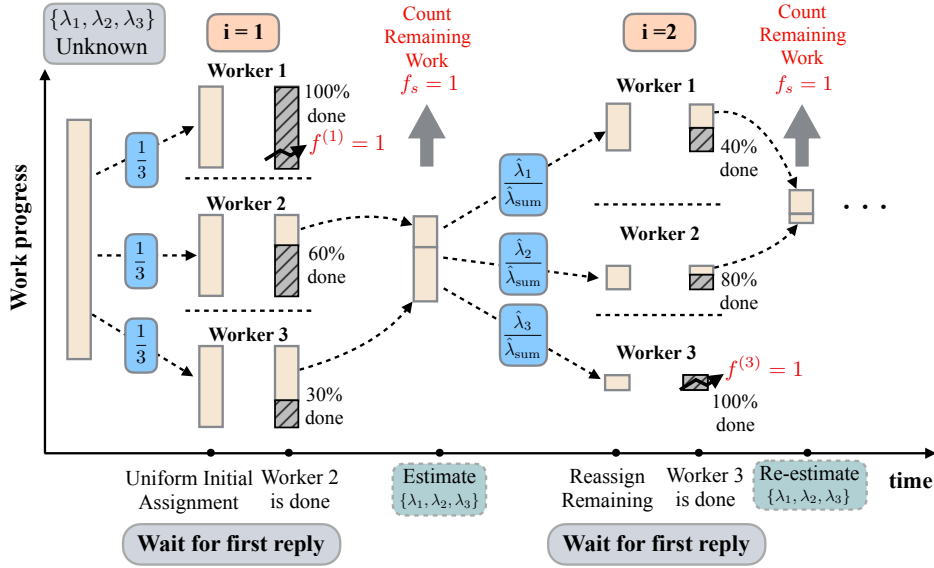 {λ₁, λ₂, λ₃}
Unknown
i = 1
Count
Remaining
Work
f_s = 1
i =2
Count
Remaining
Work
f_s = 1
Work progress
1/3
1/3
1/3
Worker 1
100%
done
f^{(1)} = 1
Worker 2
60%
done
Worker 3
30%
done
λ̂₁/λ̂_sum
λ̂₂/λ̂_sum
λ̂₃/λ̂_sum
Worker 1
40%
done
Worker 2
80%
done
Worker 3
f^{(3)} = 1
100%
done
. . .
Uniform Initial
Assignment
Worker 2
is done
Estimate
{λ₁, λ₂, λ₃}
Reassign
Remaining
Worker 3
is done
Re-estimate
{λ₁, λ₂, λ₃}
time
Wait for first reply
Wait for first reply